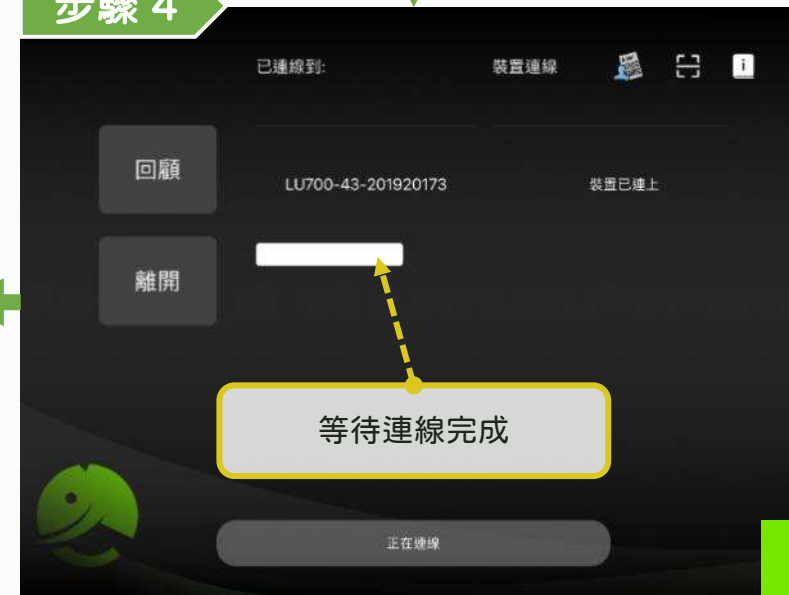 步驟 4
已連線到:
裝置連線
i
回顧
LU700-43-201920173
裝置已連上
離開
等待連線完成
正在連線